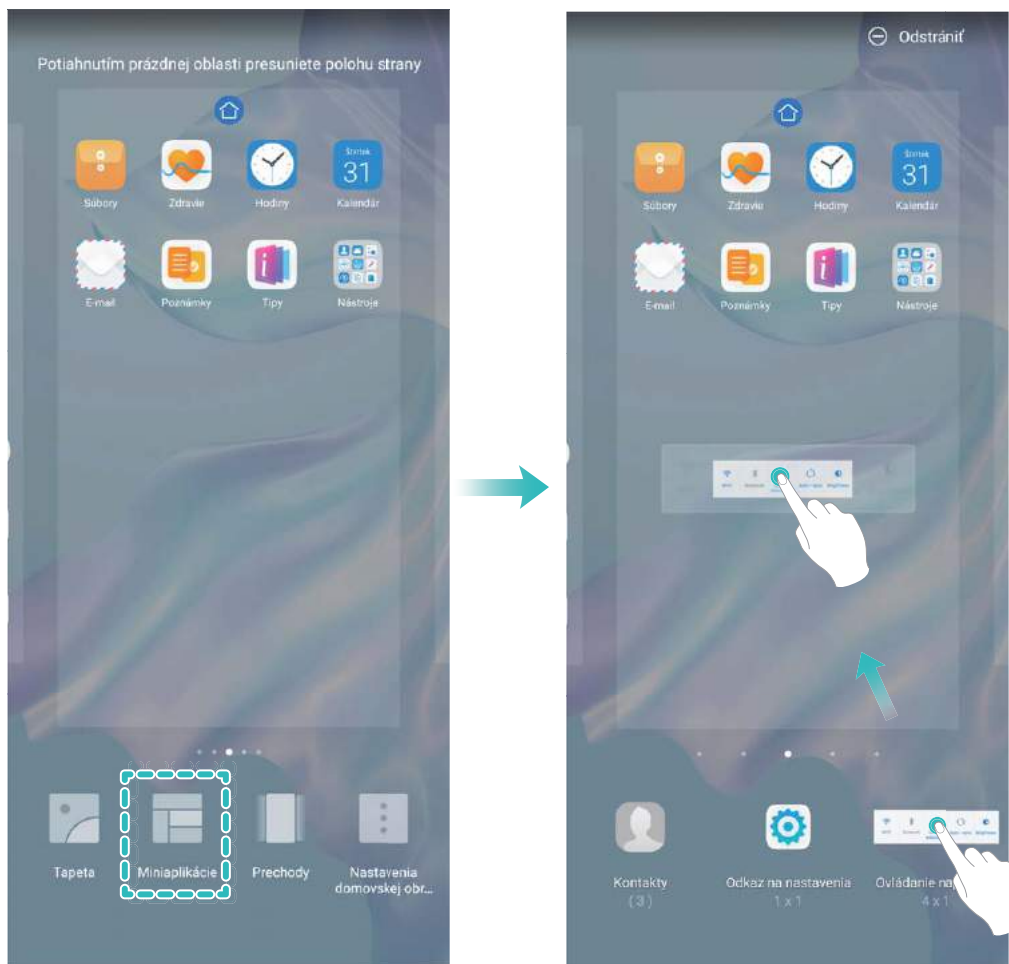 Potiahnutím prázdnej oblasti presuniete polohu strany
Štvrtok
31
Súbory
Zdravie
Hodiny
Kalendár
E-mail
Poznámky
Tipy
Nástroje
Tapeta
Miniaplikácie
Prechody
Nastavenia
domovskej obr...
Odstrániť
Štvrtok
31
Súbory
Zdravie
Hodiny
Kalendár
E-mail
Poznámky
Tipy
Nástroje
Kontakty
(3)
Odkaz na nastavenia
1 x 1
Ovládanie
4 x 1